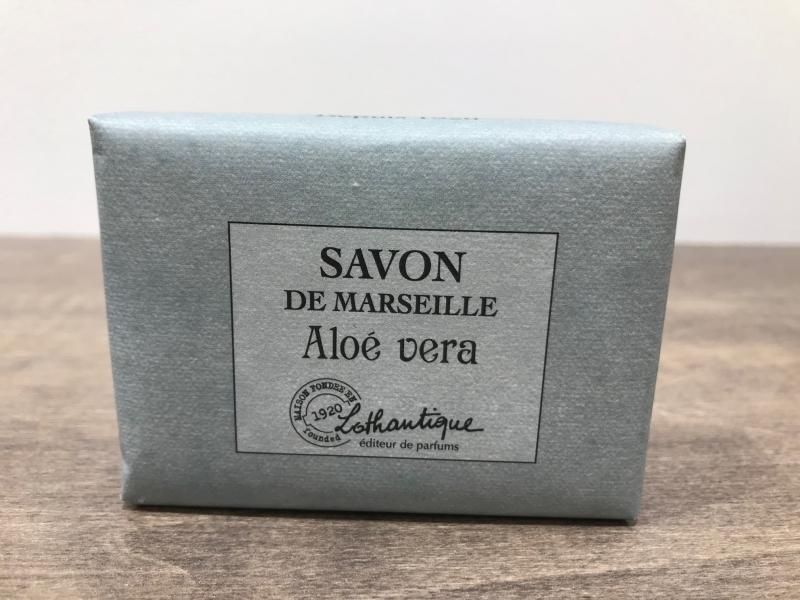 SAVON
DE MARSEILLE
Aloé vera
MAISON FONDÉE EN
1920
founded
Lothantique
éditeur de parfums